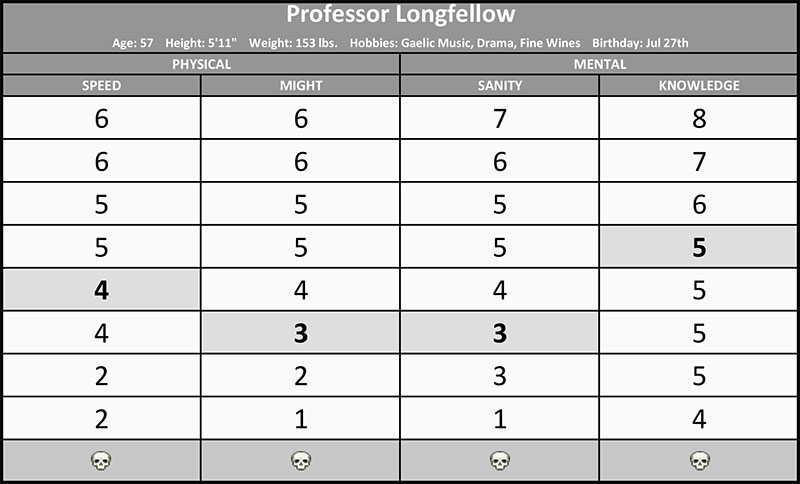 Professor Longfellow
Age: 57 Height: 5'11" Weight: 153 lbs. Hobbies: Gaelic Music, Drama, Fine Wines Birthday: Jul 27th
PHYSICAL MENTAL
SPEED MIGHT SANITY KNOWLEDGE
6 6 7 8
6 6 6 7
5 5 5 6
5 5 5 5
4 4 4 5
4 3 3 5
2 2 3 5
2 1 1 4